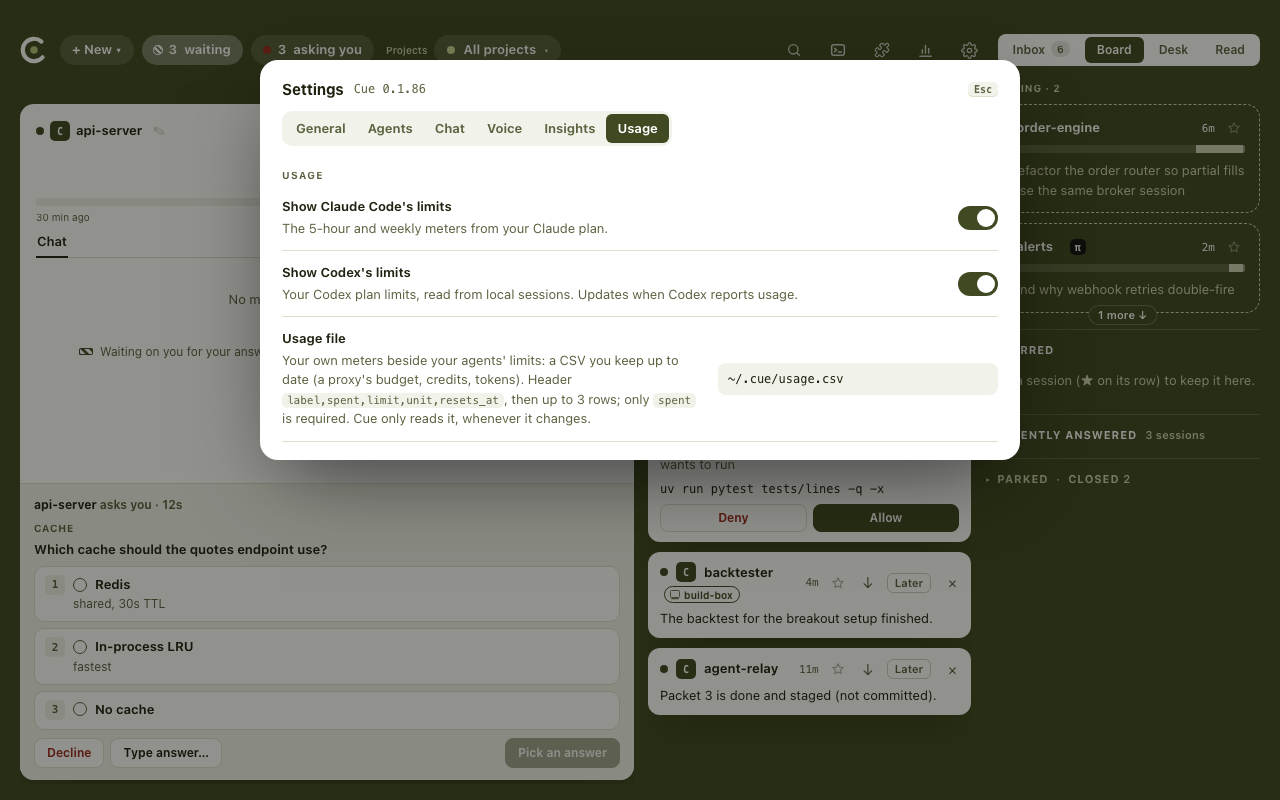 + New ▾
3 waiting
3 asking you
Projects
All projects
Inbox 6
Board
Desk
Read
Settings Cue 0.1.86
Esc
General
Agents
Chat
Voice
Insights
Usage
USAGE
Show Claude Code's limits
The 5-hour and weekly meters from your Claude plan.
Show Codex's limits
Your Codex plan limits, read from local sessions. Updates when Codex reports usage.
Usage file
Your own meters beside your agents' limits: a CSV you keep up to
date (a proxy's budget, credits, tokens). Header
label,spent,limit,unit,resets_at, then up to 3 rows; only spent
is required. Cue only reads it, whenever it changes.
~/.cue/usage.csv
C api-server
30 min ago
Chat
No m
Waiting on you for your answ
api-server asks you · 12s
CACHE
Which cache should the quotes endpoint use?
1 Redis
shared, 30s TTL
2 In-process LRU
fastest
3 No cache
Decline
Type answer...
Pick an answer
wants to run
uv run pytest tests/lines -q -x
Deny
Allow
C backtester
4m
Later
×
build-box
The backtest for the breakout setup finished.
C agent-relay
11m
Later
×
Packet 3 is done and staged (not committed).
ING · 2
order-engine
6m
efactor the order router so partial fills
se the same broker session
alerts π
2m
nd why webhook retries double-fire
1 more ↓
RRED
a session (★ on its row) to keep it here.
ENTLY ANSWERED 3 sessions
PARKED · CLOSED 2